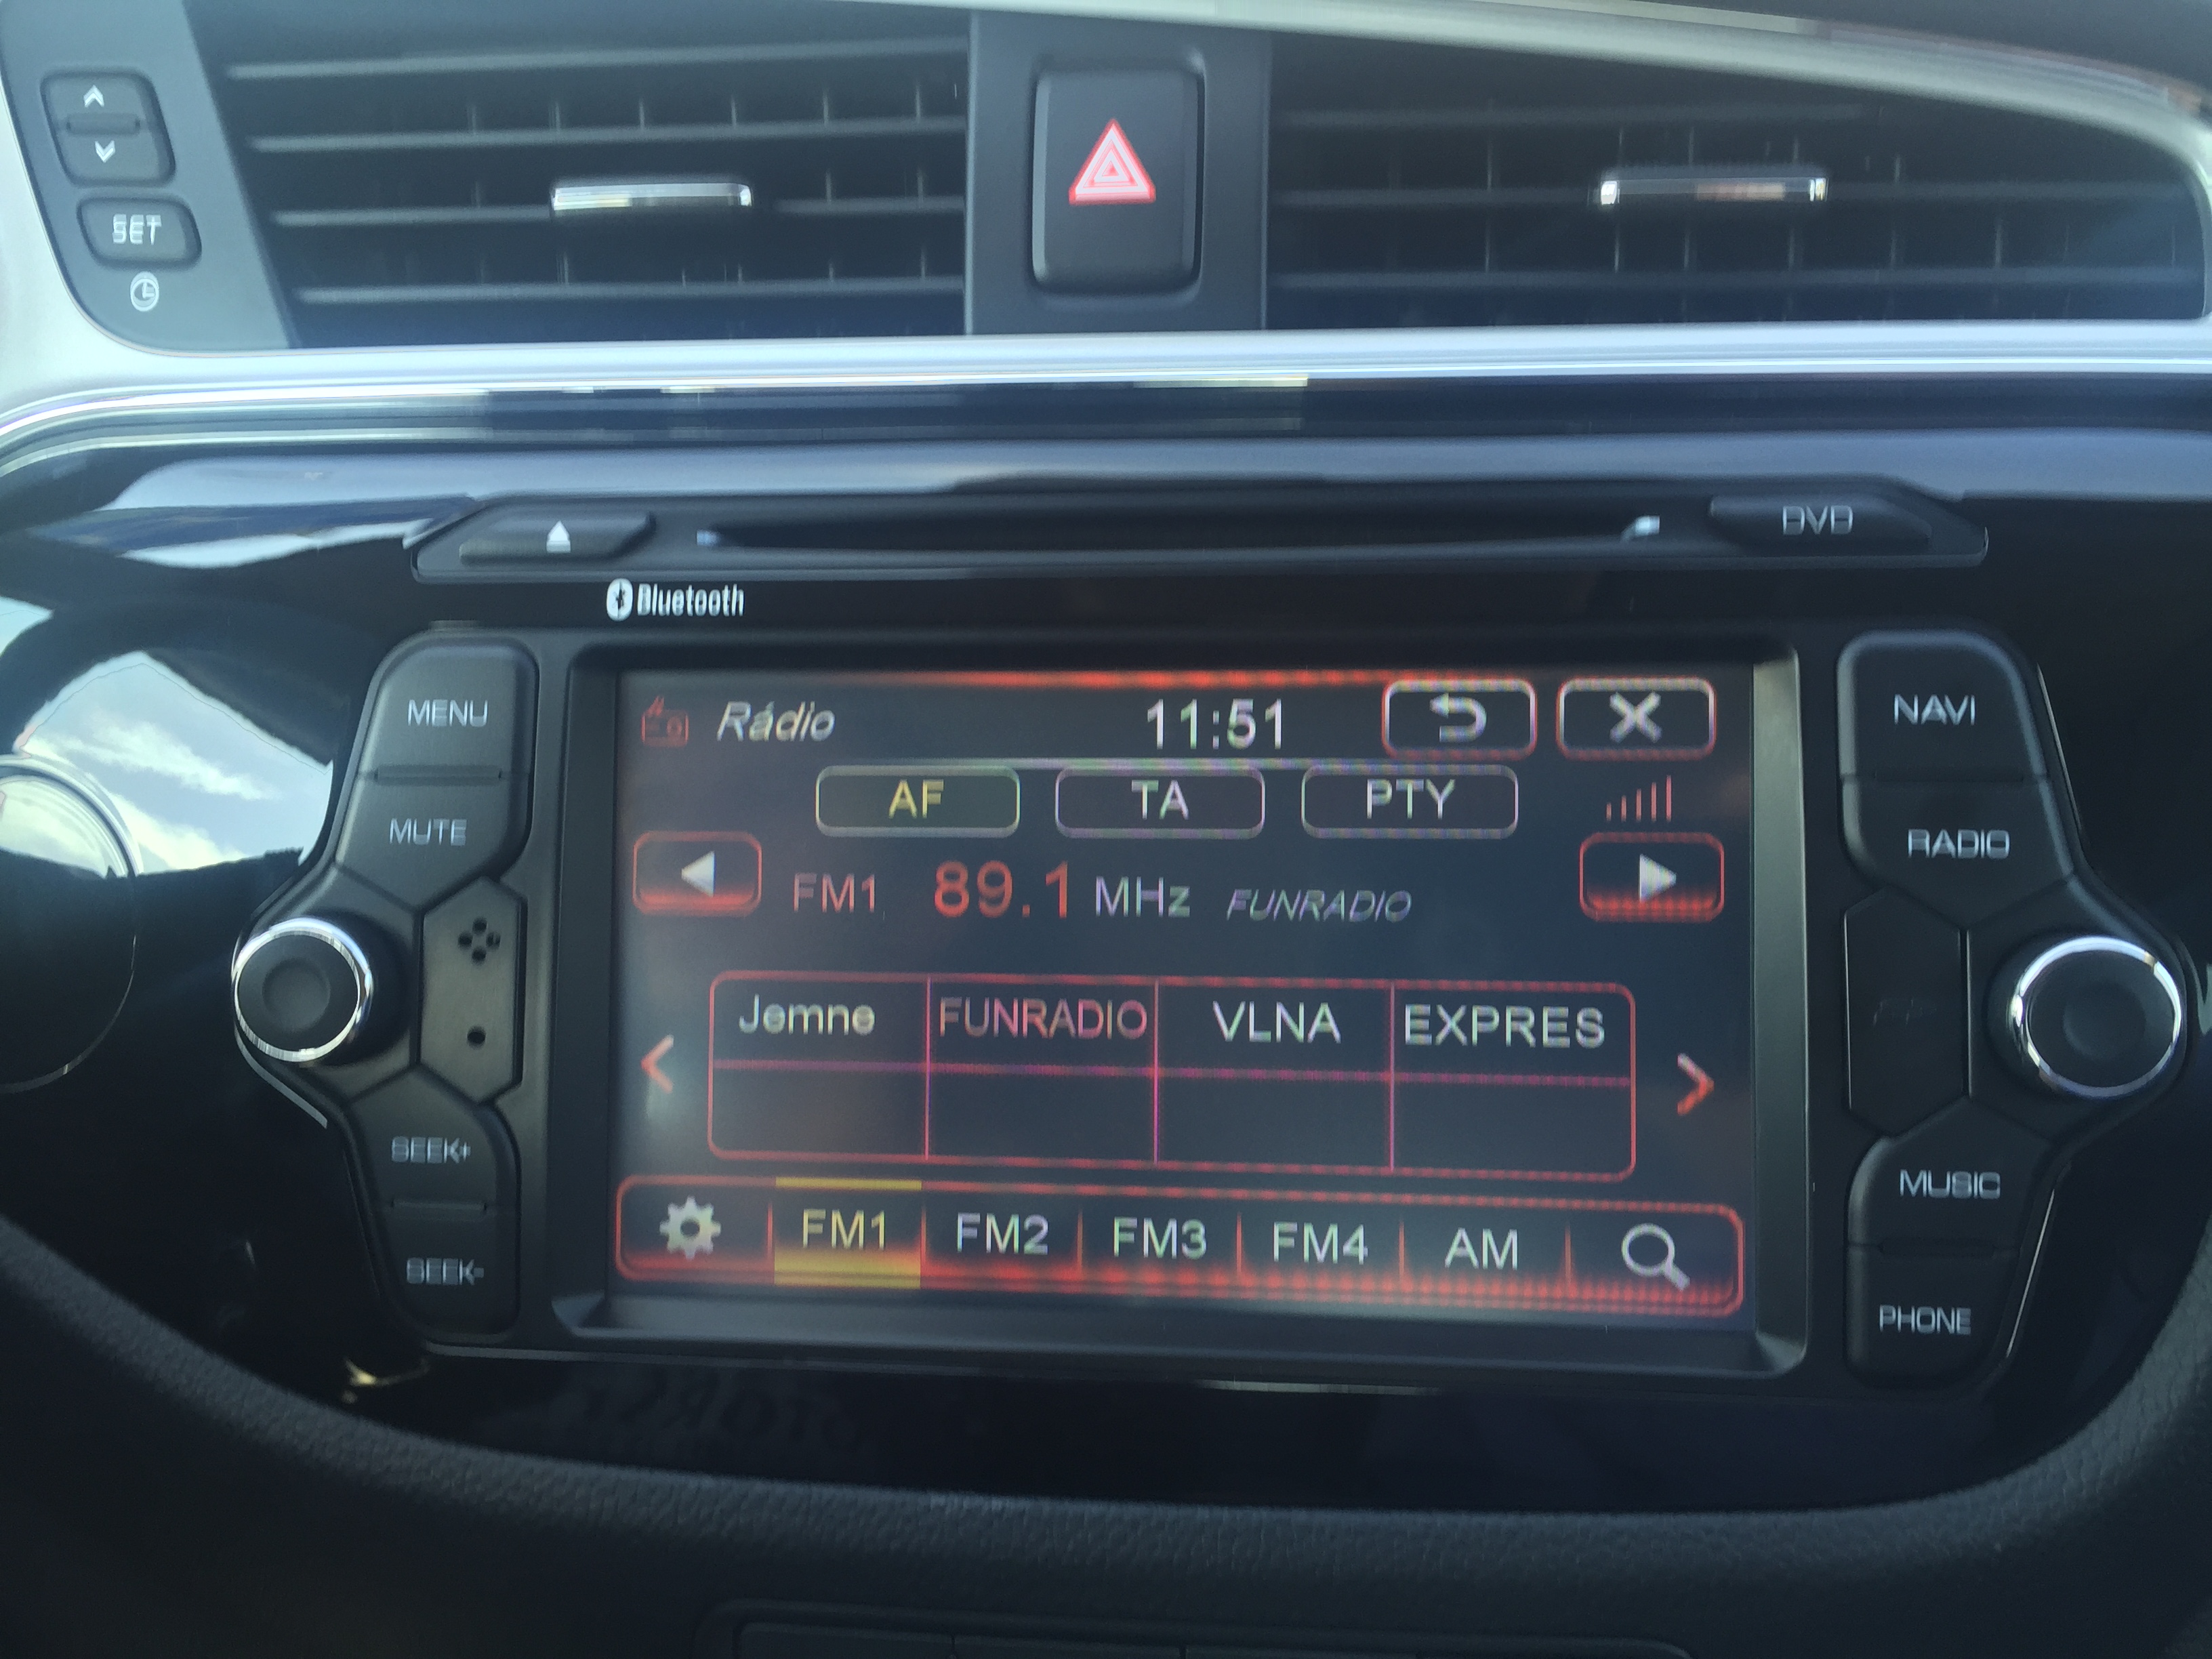 SET
DVD
Bluetooth
MENU
MUTE
SEEK+
SEEK-
Rádio 11:51
AF TA PTY
FM1 89.1 MHz FUNRADIO
Jemne FUNRADIO VLNA EXPRES
FM1 FM2 FM3 FM4 AM
NAVI
RADIO
MUSIC
PHONE